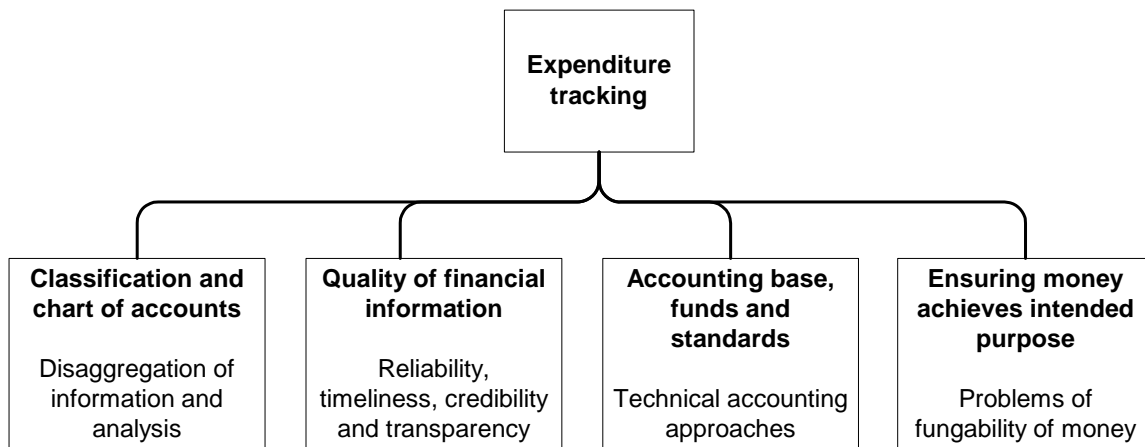 Expenditure
tracking
Classification and
chart of accounts
Disaggregation of
information and
analysis
Quality of financial
information
Reliability,
timeliness, credibility
and transparency
Accounting base,
funds and
standards
Technical accounting
approaches
Ensuring money
achieves intended
purpose
Problems of
fungability of money